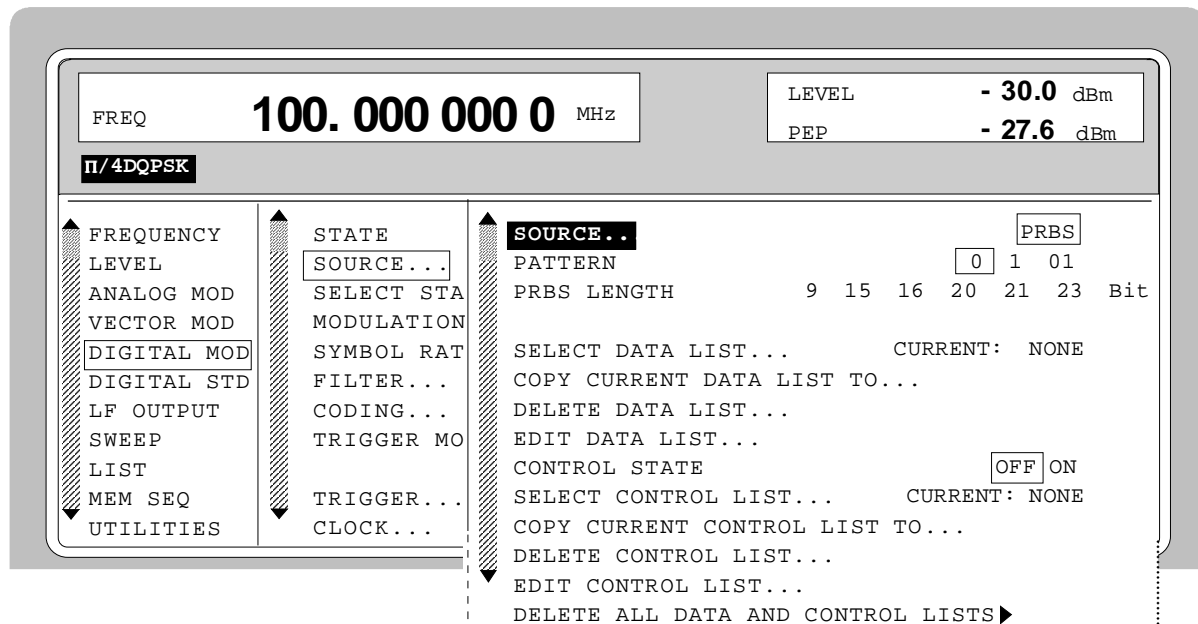 FREQ 100. 000 000 0 MHz
LEVEL - 30.0 dBm
PEP - 27.6 dBm
π/4DQPSK
FREQUENCY
LEVEL
ANALOG MOD
VECTOR MOD
DIGITAL MOD
DIGITAL STD
LF OUTPUT
SWEEP
LIST
MEM SEQ
UTILITIES
STATE
SOURCE...
SELECT STA
MODULATION
SYMBOL RAT
FILTER...
CODING...
TRIGGER MO
TRIGGER...
CLOCK...
SOURCE.. PRBS
PATTERN 0 1 01
PRBS LENGTH 9 15 16 20 21 23 Bit
SELECT DATA LIST... CURRENT: NONE
COPY CURRENT DATA LIST TO...
DELETE DATA LIST...
EDIT DATA LIST...
CONTROL STATE OFF ON
SELECT CONTROL LIST... CURRENT: NONE
COPY CURRENT CONTROL LIST TO...
DELETE CONTROL LIST...
EDIT CONTROL LIST...
DELETE ALL DATA AND CONTROL LISTS